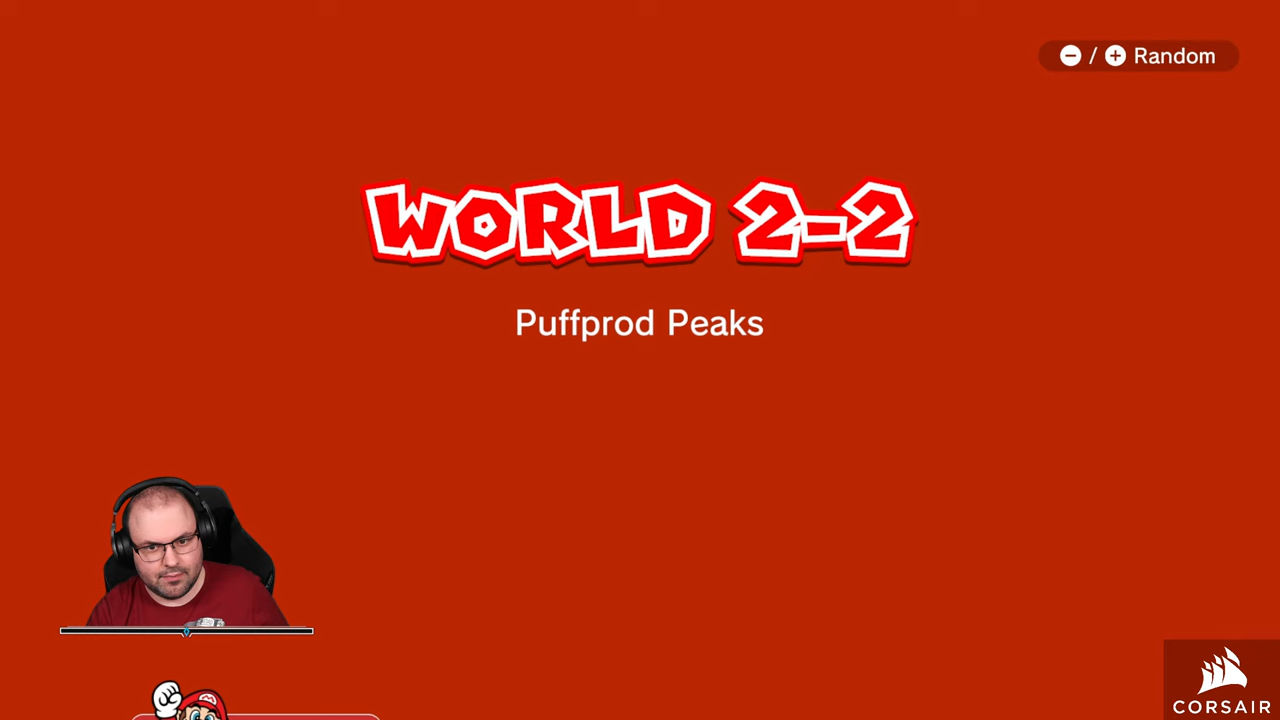 − / + Random
WORLD 2-2
Puffprod Peaks
CORSAIR